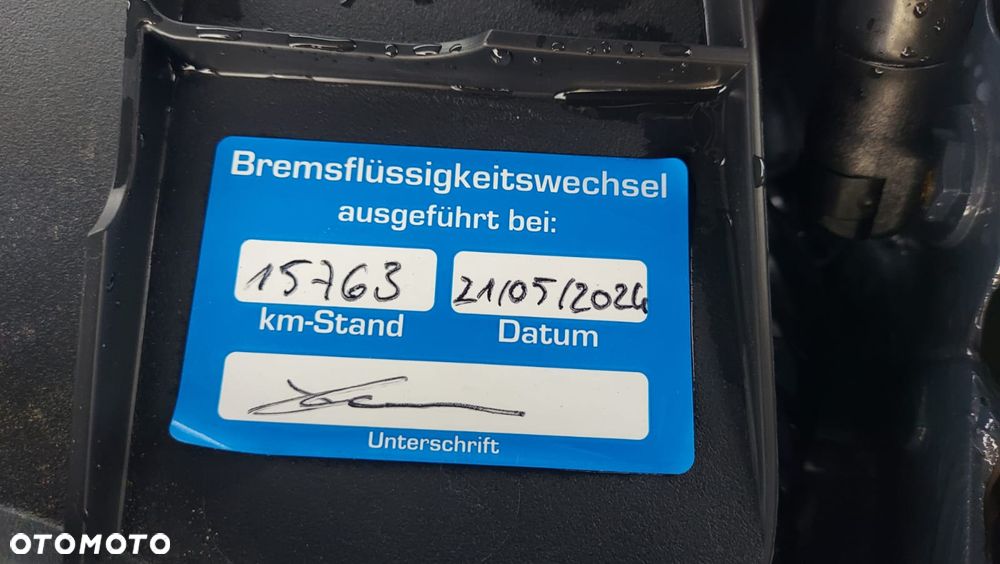 Bremsflüssigkeitswechsel
ausgeführt bei:
15763 21/05/2024
km-Stand Datum
Unterschrift
OTOMOTO